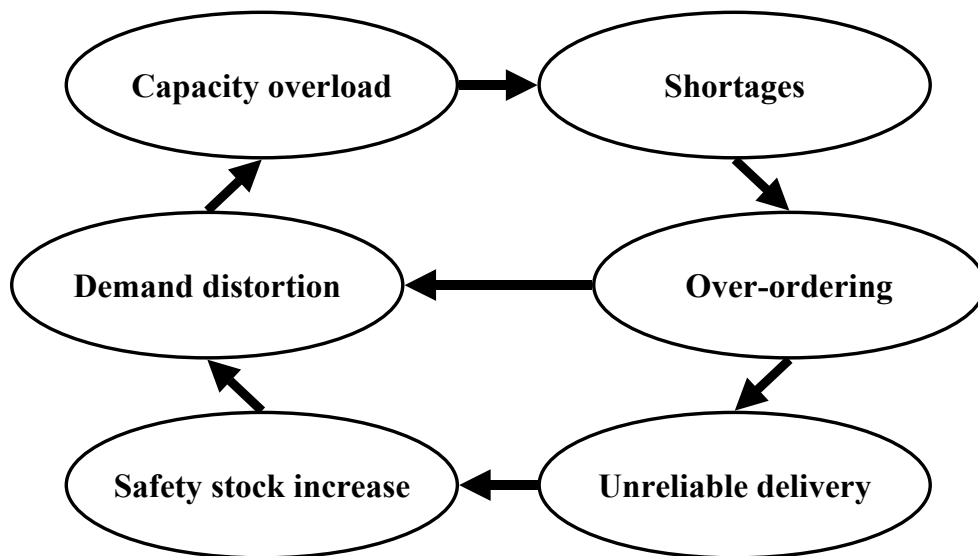 Capacity overload
Shortages
Demand distortion
Over-ordering
Safety stock increase
Unreliable delivery